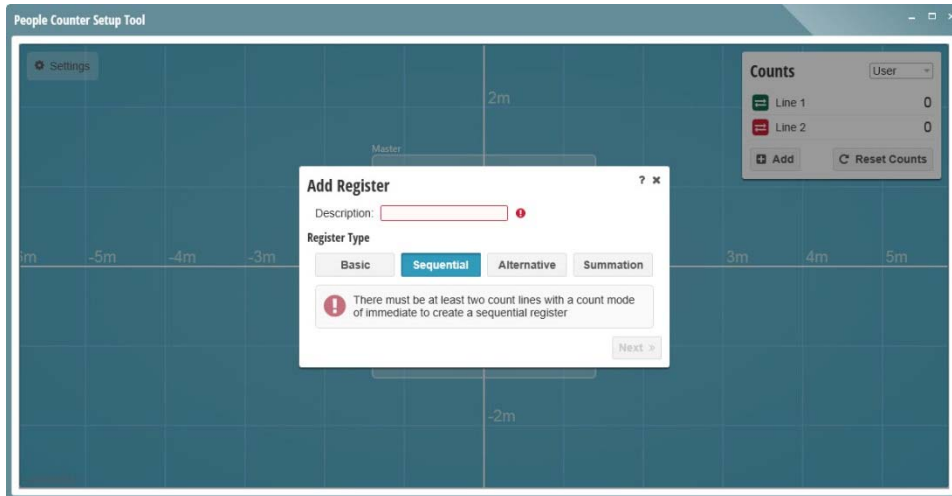 People Counter Setup Tool
Settings
Counts
User
Line 1 0
Line 2 0
Add
Reset Counts
2m
Master
Add Register
?
Description:
Register Type
Basic
Sequential
Alternative
Summation
There must be at least two count lines with a count mode
of immediate to create a sequential register
Next »
-5m
-4m
-3m
3m
4m
5m
-2m